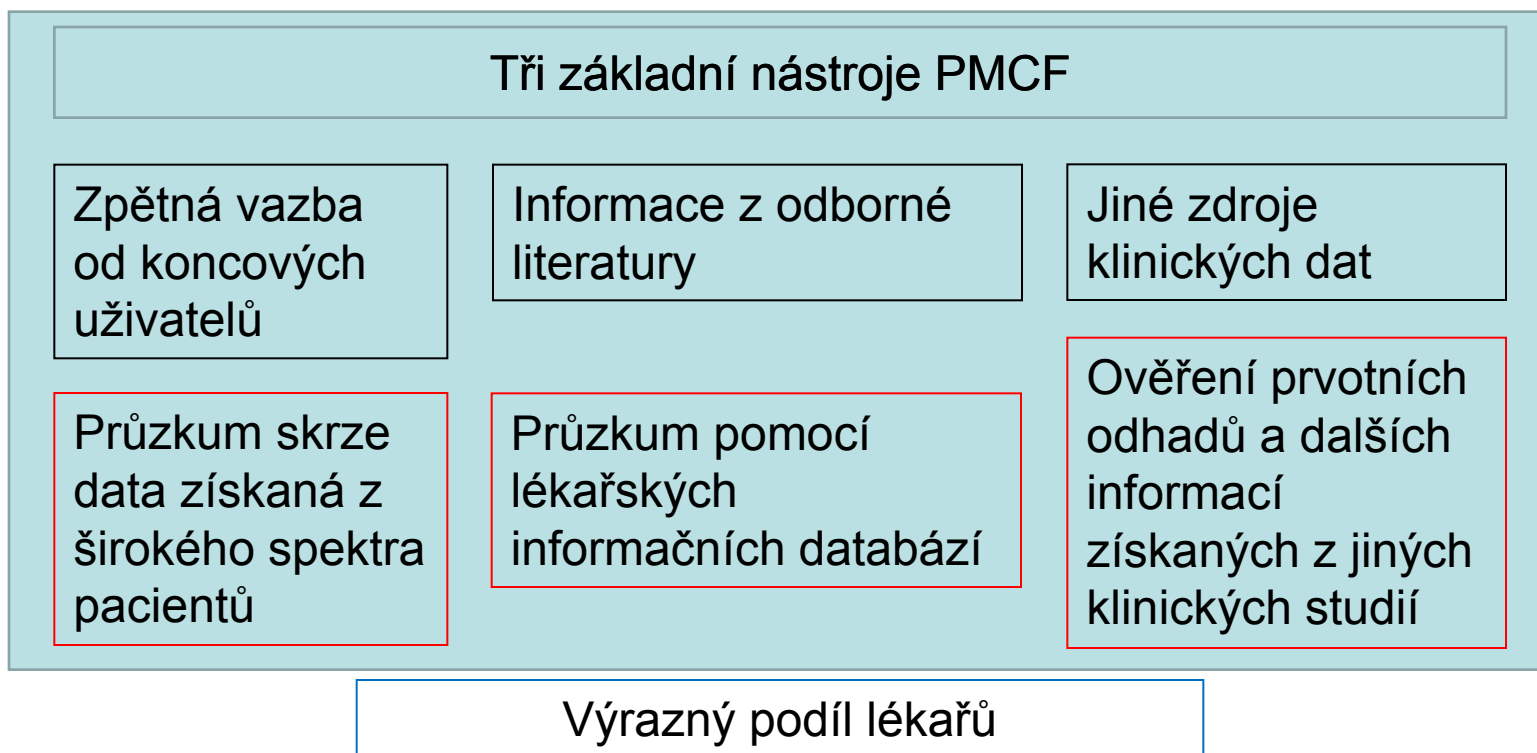 Tři základní nástroje PMCF
Zpětná vazba
od koncových
uživatelů
Informace z odborné
literatury
Jiné zdroje
klinických dat
Průzkum skrze
data získaná z
širokého spektra
pacientů
Průzkum pomocí
lékařských
informačních databází
Ověření prvotních
odhadů a dalších
informací
získaných z jiných
klinických studií
Výrazný podíl lékařů